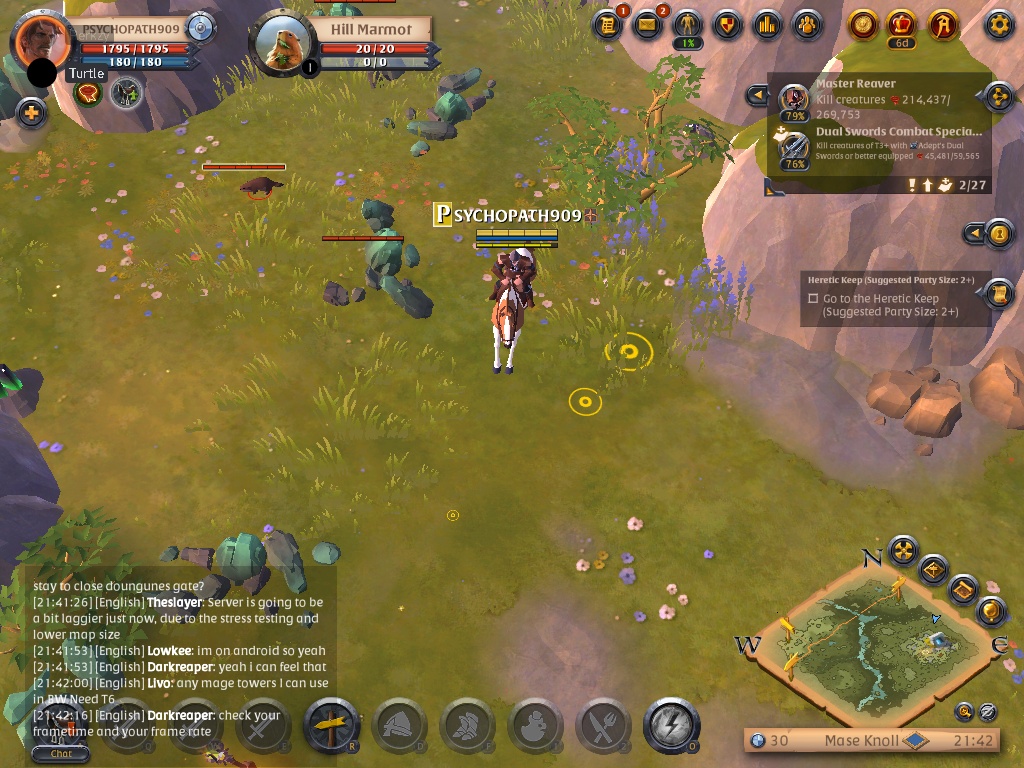 PSYCHOPATH909
1795 / 1795
180 / 180
Turtle
Hill Marmot
20 / 20
0 / 0
I
1
2
1%
6d
Master Reaver
Kill creatures 214,437/
269,753
79%
Dual Swords Combat Specia...
Kill creatures of T3+ with Adept's Dual
Swords or better equipped 45,481/59,565
76%
2/27
PSYCHOPATH909
Heretic Keep (Suggested Party Size: 2+)
Go to the Heretic Keep
(Suggested Party Size: 2+)
stay to close doungunes gate?
[21:41:26] [English] Theslayer: Server is going to be
a bit laggier just now, due to the stress testing and
lower map size
[21:41:53] [English] Lowkee: im on android so yeah
[21:41:53] [English] Darkreaper: yeah i can feel that
[21:42:00] [English] Livo: any mage towers I can use
in BW Need T6
[21:42:16] [English] Darkreaper: check your
frametime and your frame rate
Chat
Q
W
E
R
D
F
2
O
N
W
E
30 Mase Knoll 21:42